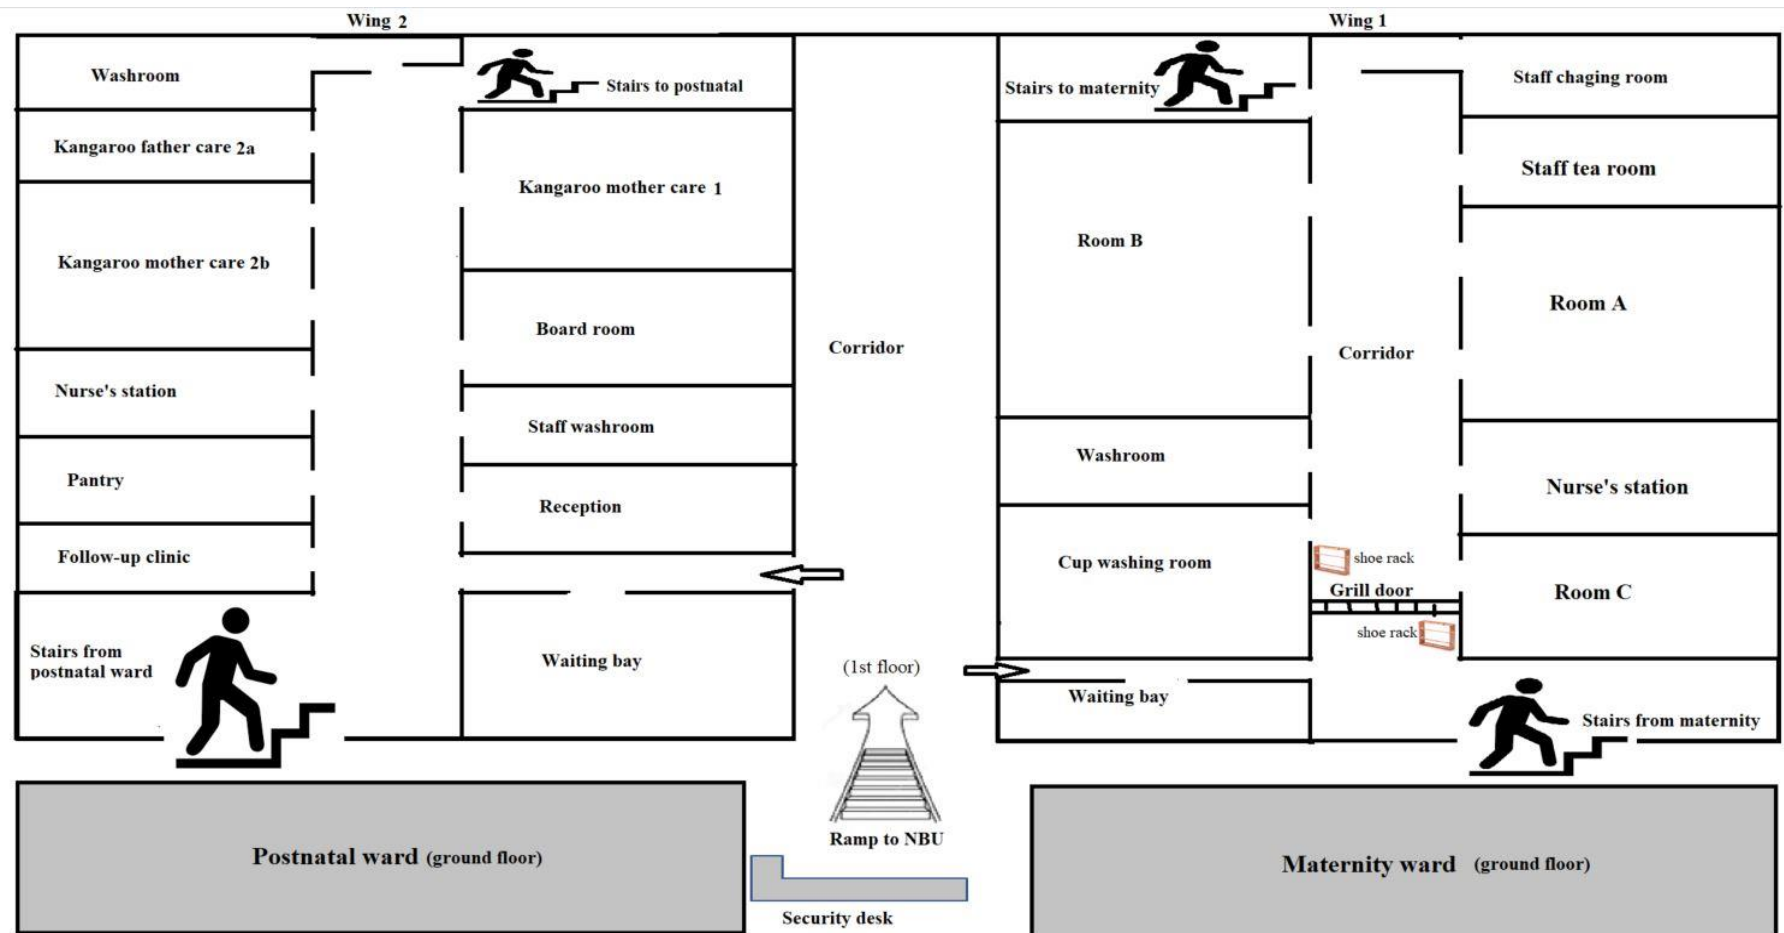 Wing 2
Wing 1
Washroom
Stairs to postnatal
Kangaroo father care 2a
Kangaroo mother care 1
Kangaroo mother care 2b
Board room
Nurse's station
Staff washroom
Pantry
Reception
Follow-up clinic
Stairs from
postnatal ward
Waiting bay
Corridor
(1st floor)
Ramp to NBU
Stairs to maternity
Staff chaging room
Staff tea room
Room B
Room A
Corridor
Washroom
Nurse's station
Cup washing room
shoe rack
Grill door
Room C
shoe rack
Waiting bay
Stairs from maternity
Postnatal ward (ground floor)
Security desk
Maternity ward (ground floor)